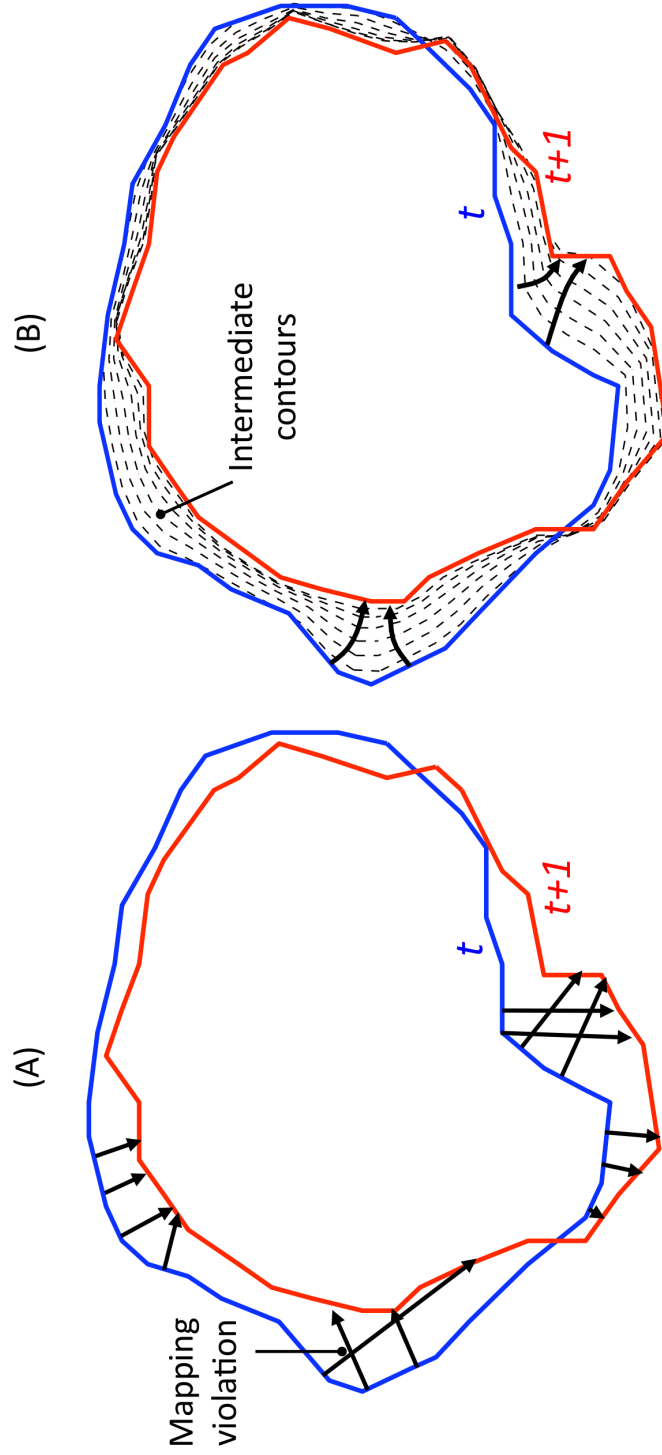 (A)
Mapping
violation
t
t+1
(B)
Intermediate
contours
t
t+1